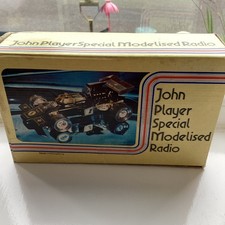 John Player Special Modelised Radio
John
Player
Special
Modelised
Radio